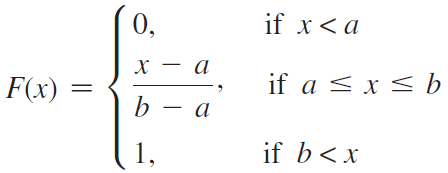 F(x) = { 0, if x < a
x − a / b − a, if a ≤ x ≤ b
1, if b < x